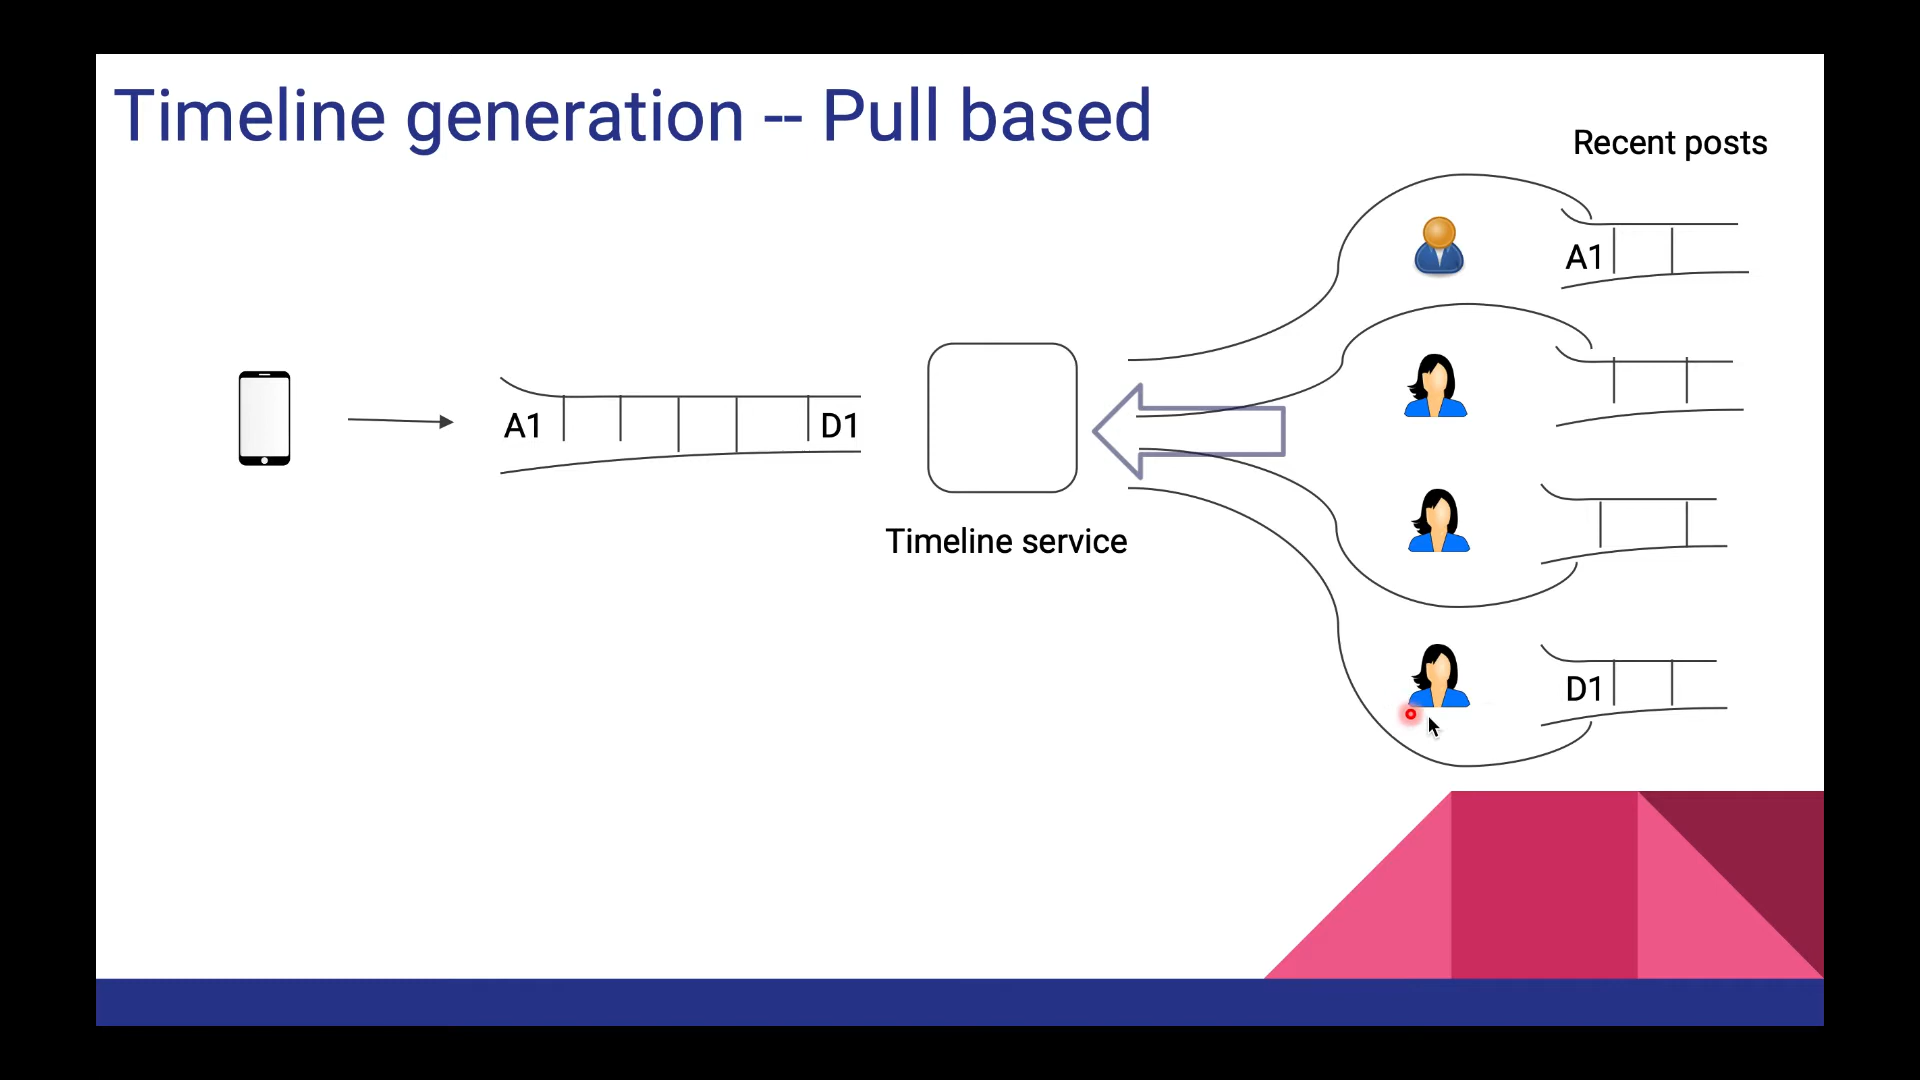 Timeline generation -- Pull based
Recent posts
A1
A1
D1
Timeline service
D1